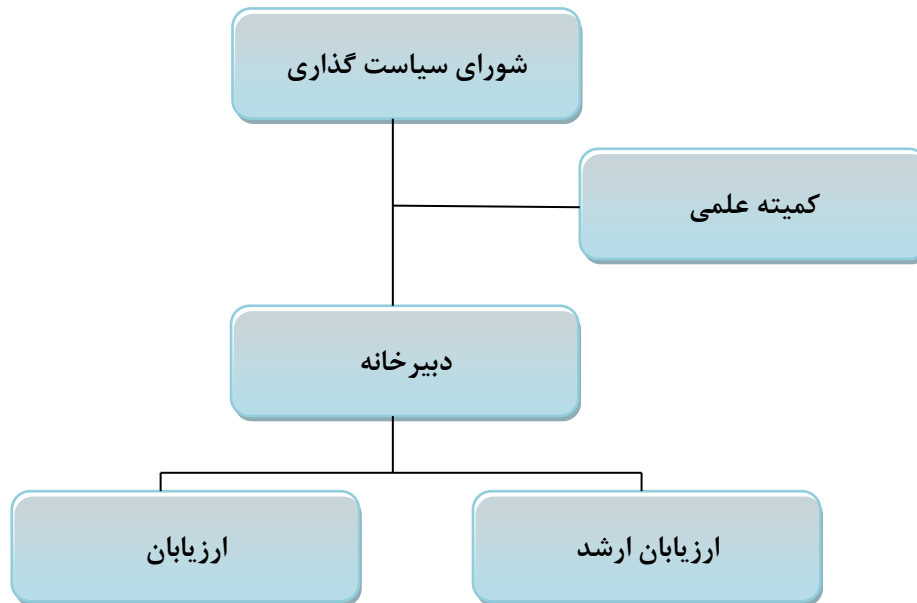 شورای سیاست گذاری
کمیته علمی
دبیرخانه
ارزیابان ارشد
ارزیابان